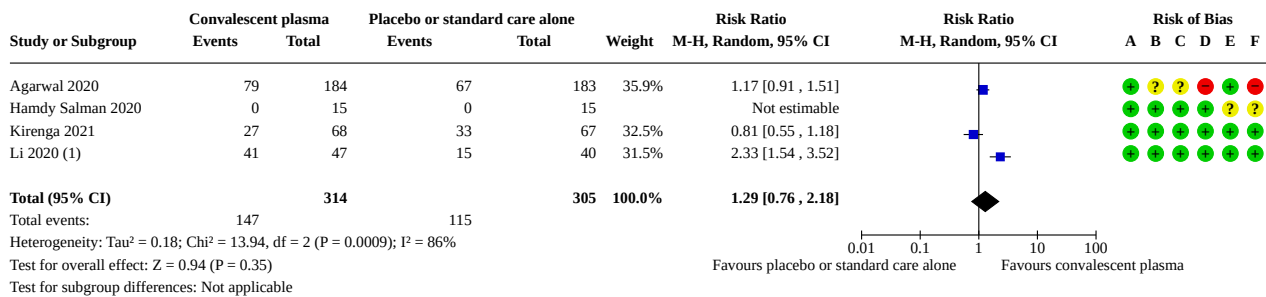 Convalescent plasma Placebo or standard care alone Risk Ratio Risk Ratio Risk of Bias
Study or Subgroup Events Total Events Total Weight M-H, Random, 95% CI M-H, Random, 95% CI A B C D E F
Agarwal 2020 79 184 67 183 35.9% 1.17 [0.91 , 1.51] + ? ? − + −
Hamdy Salman 2020 0 15 0 15 Not estimable + + + + ? ?
Kirenga 2021 27 68 33 67 32.5% 0.81 [0.55 , 1.18] + + + + + +
Li 2020 (1) 41 47 15 40 31.5% 2.33 [1.54 , 3.52] + + + + + +
Total (95% CI) 314 305 100.0% 1.29 [0.76 , 2.18]
Total events: 147 115
Heterogeneity: Tau² = 0.18; Chi² = 13.94, df = 2 (P = 0.0009); I² = 86%
0.01 0.1 1 10 100
Test for overall effect: Z = 0.94 (P = 0.35) Favours placebo or standard care alone Favours convalescent plasma
Test for subgroup differences: Not applicable